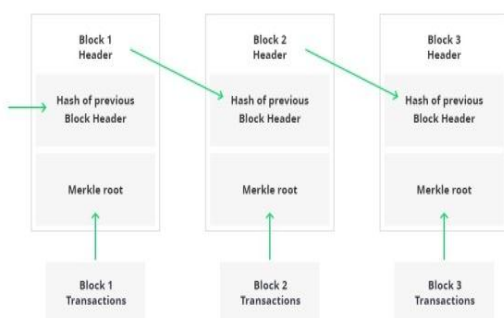 Block 1
Header
Hash of previous
Block Header
Merkle root
Block 1
Transactions
Block 2
Header
Hash of previous
Block Header
Merkle root
Block 2
Transactions
Block 3
Header
Hash of previous
Block Header
Merkle root
Block 3
Transactions